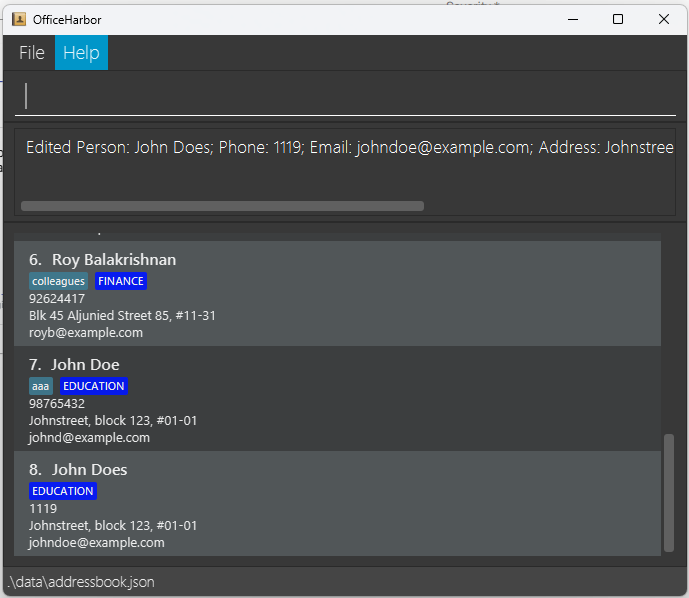 OfficeHarbor
File Help
Edited Person: John Does; Phone: 1119; Email: johndoe@example.com; Address: Johnstree
6. Roy Balakrishnan
colleagues FINANCE
92624417
Blk 45 Aljunied Street 85, #11-31
royb@example.com
7. John Doe
aaa EDUCATION
98765432
Johnstreet, block 123, #01-01
johnd@example.com
8. John Does
EDUCATION
1119
Johnstreet, block 123, #01-01
johndoe@example.com
.\data\addressbook.json